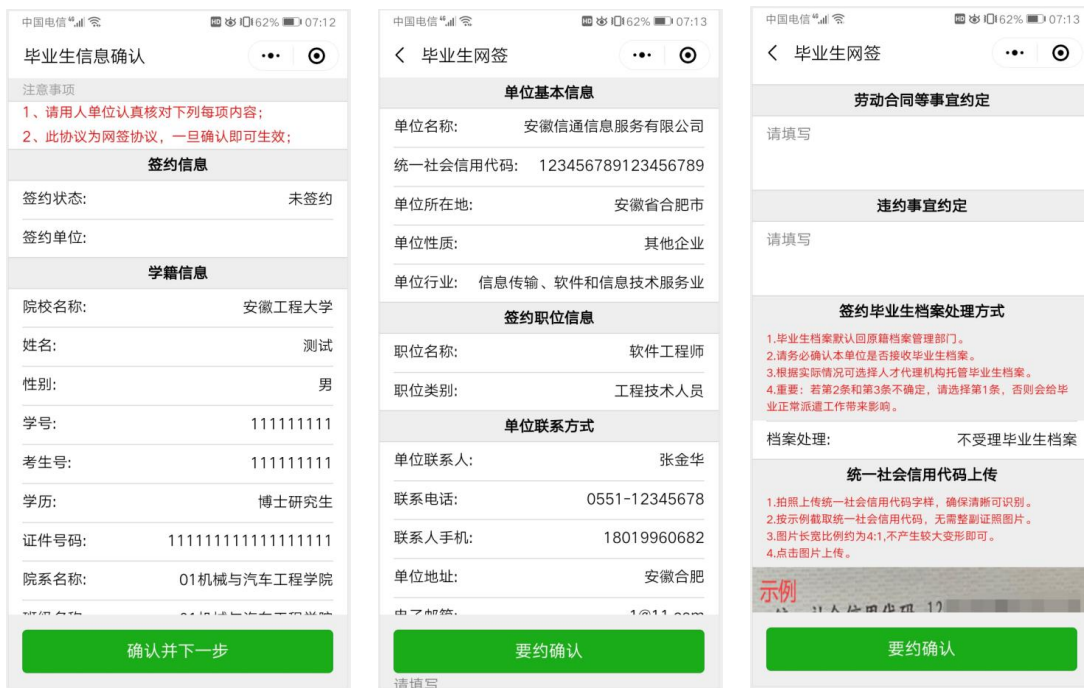 中国电信 62% 07:12
毕业生信息确认
注意事项
1、请用人单位认真核对下列每项内容;
2、此协议为网签协议,一旦确认即可生效;
签约信息
签约状态: 未签约
签约单位:
学籍信息
院校名称: 安徽工程大学
姓名: 测试
性别: 男
学号: 111111111
考生号: 111111111
学历: 博士研究生
证件号码: 111111111111111111
院系名称: 01机械与汽车工程学院
确认并下一步
中国电信 62% 07:13
毕业生网签
单位基本信息
单位名称: 安徽信通信息服务有限公司
统一社会信用代码: 123456789123456789
单位所在地: 安徽省合肥市
单位性质: 其他企业
单位行业: 信息传输、软件和信息技术服务业
签约职位信息
职位名称: 软件工程师
职位类别: 工程技术人员
单位联系方式
单位联系人: 张金华
联系电话: 0551-12345678
联系人手机: 18019960682
单位地址: 安徽合肥
电子邮箱: 1@11.com
要约确认
请填写
中国电信 62% 07:13
毕业生网签
劳动合同等事宜约定
请填写
违约事宜约定
请填写
签约毕业生档案处理方式
1.毕业生档案默认回原籍档案管理部门。
2.请务必确认本单位是否接收毕业生档案。
3.根据实际情况可选择人才代理机构托管毕业生档案。
4.重要:若第2条和第3条不确定,请选择第1条,否则会给毕
业正常派遣工作带来影响。
档案处理: 不受理毕业生档案
统一社会信用代码上传
1.拍照上传统一社会信用代码字样,确保清晰可识别。
2.按示例截取统一社会信用代码,无需整副证照图片。
3.图片长宽比例约为4:1,不产生较大变形即可。
4.点击图片上传。
示例
要约确认